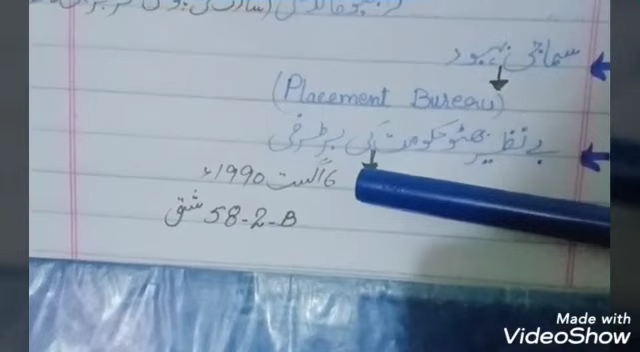 سماجی بہبود
(Placement Bureau)
بے نظیر بھٹو حکومت کی برطرفی
6 اگست 1990ء
58-2-B شق
Made with
VideoShow